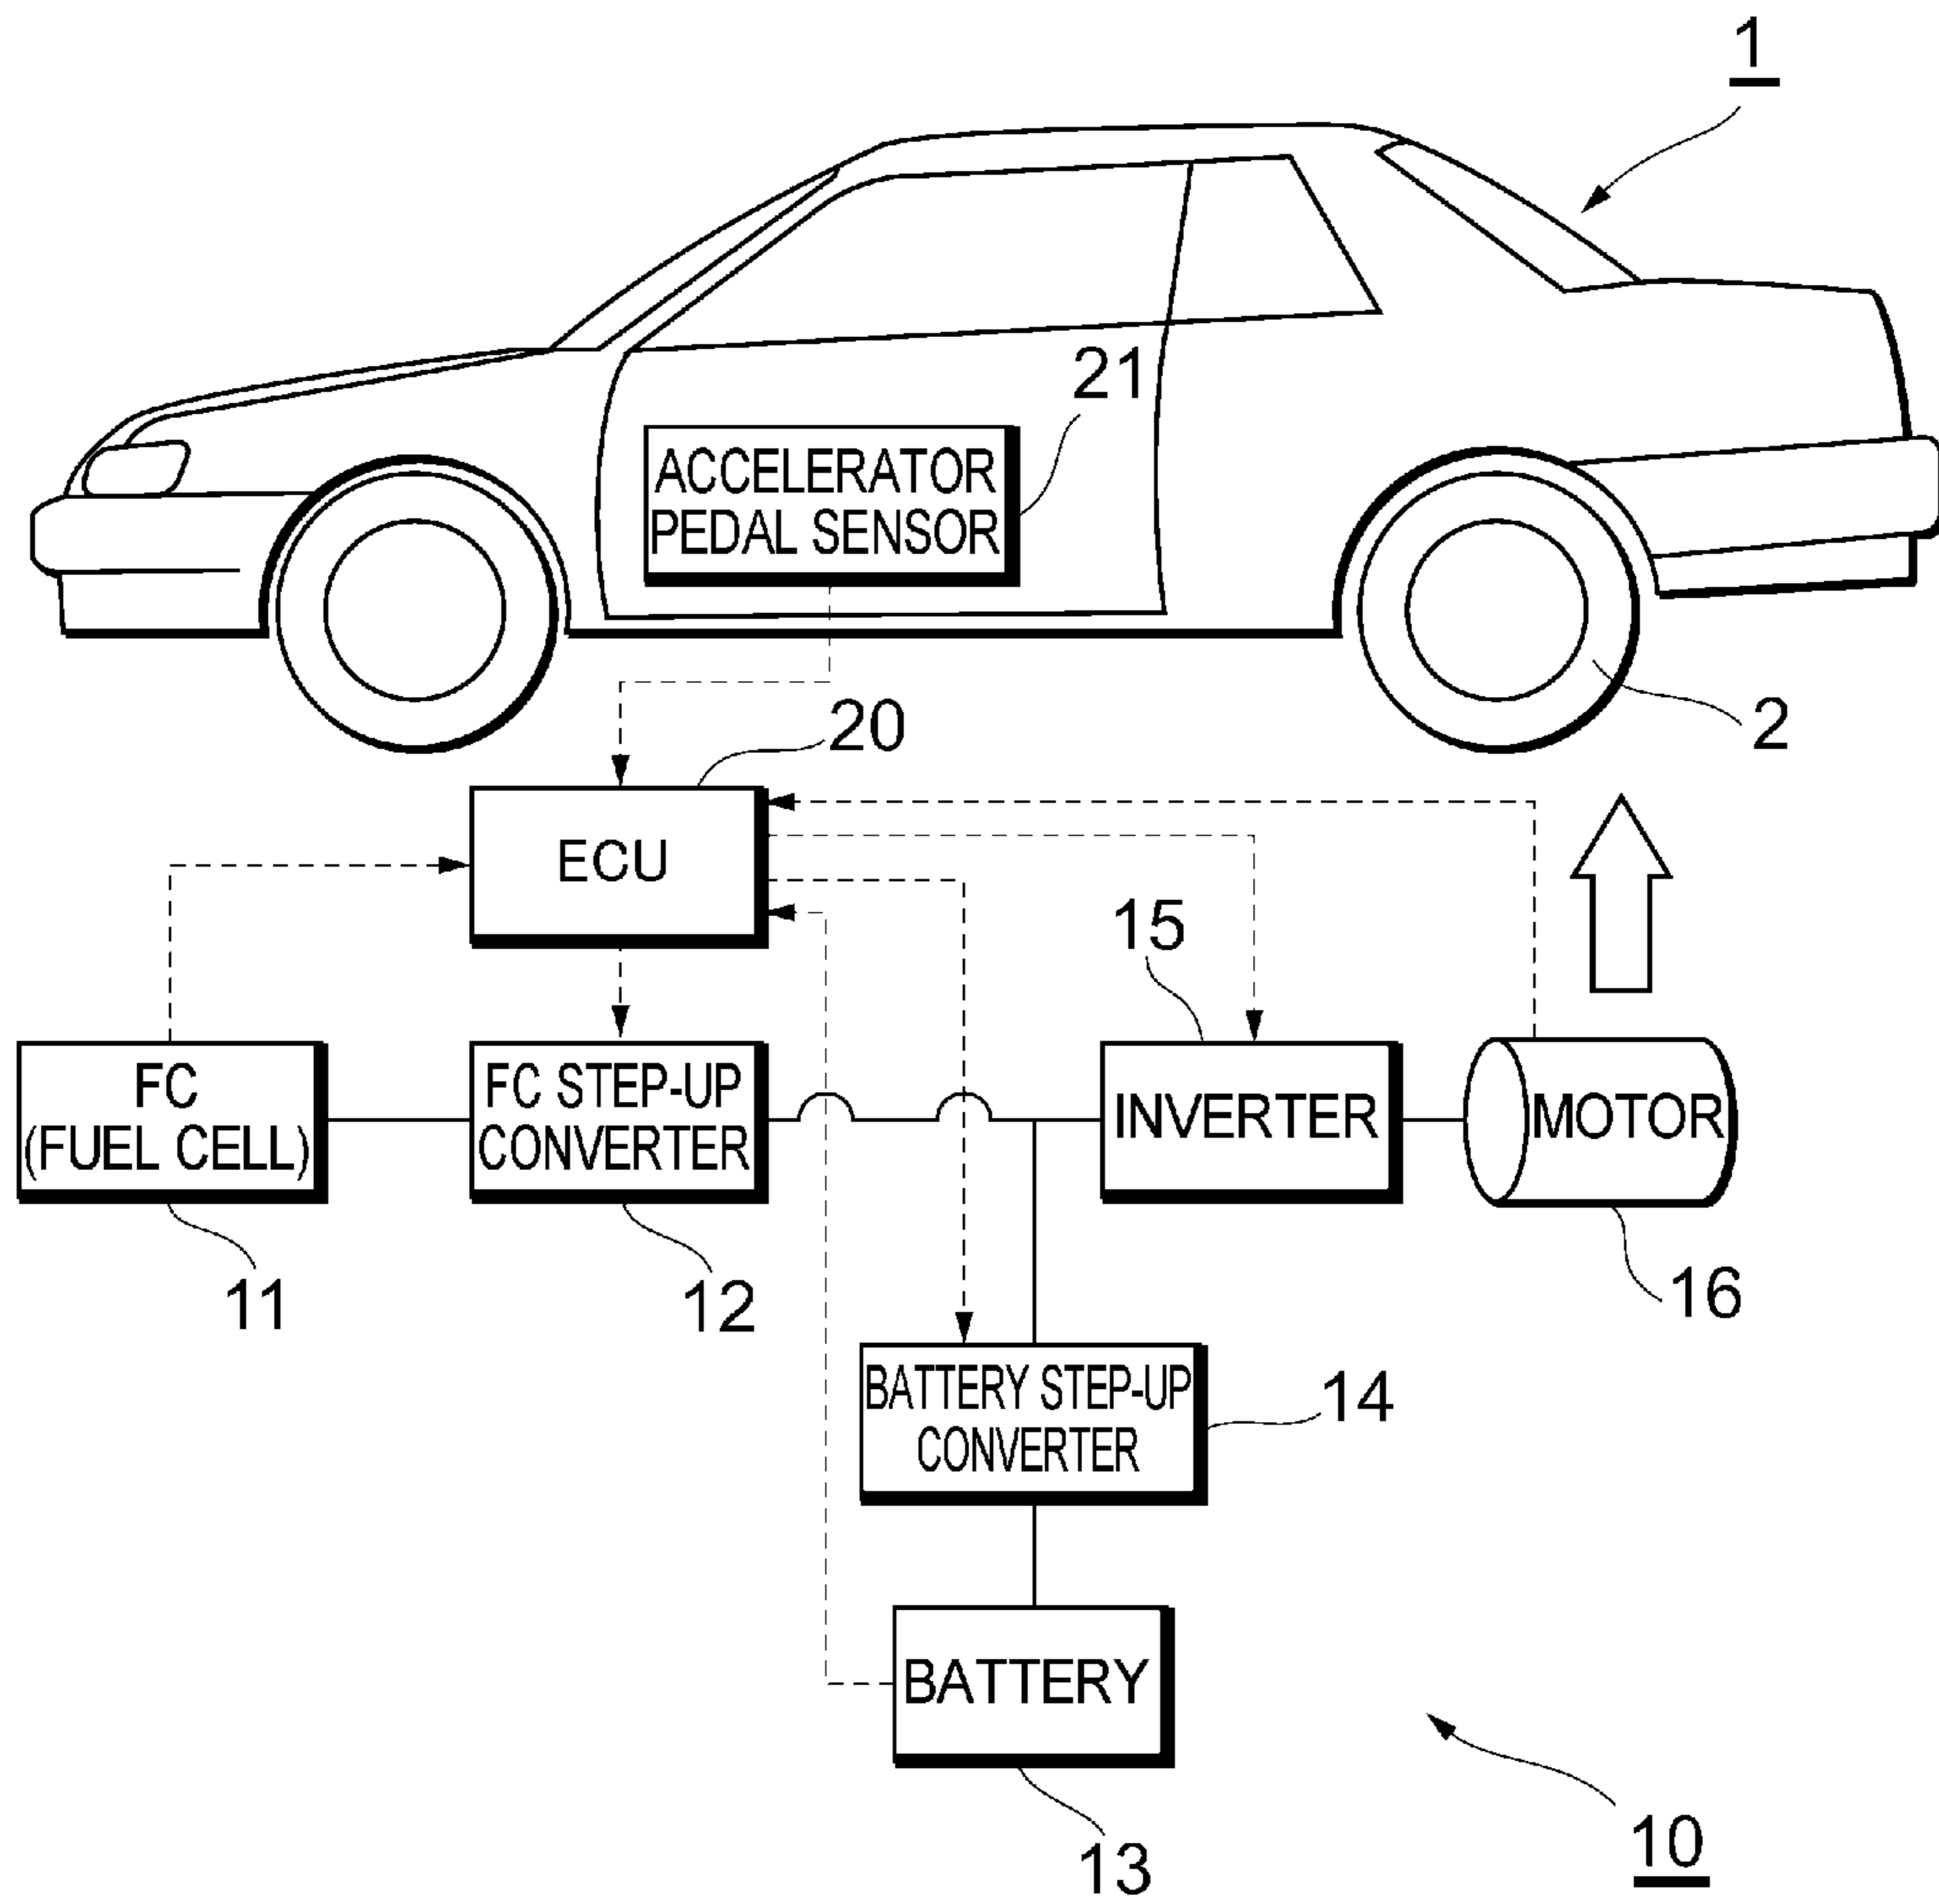 1
21
ACCELERATOR
PEDAL SENSOR
2
20
ECU
15
FC
(FUEL CELL)
FC STEP-UP
CONVERTER
INVERTER
MOTOR
11
12
16
BATTERY STEP-UP
CONVERTER
14
BATTERY
13
10